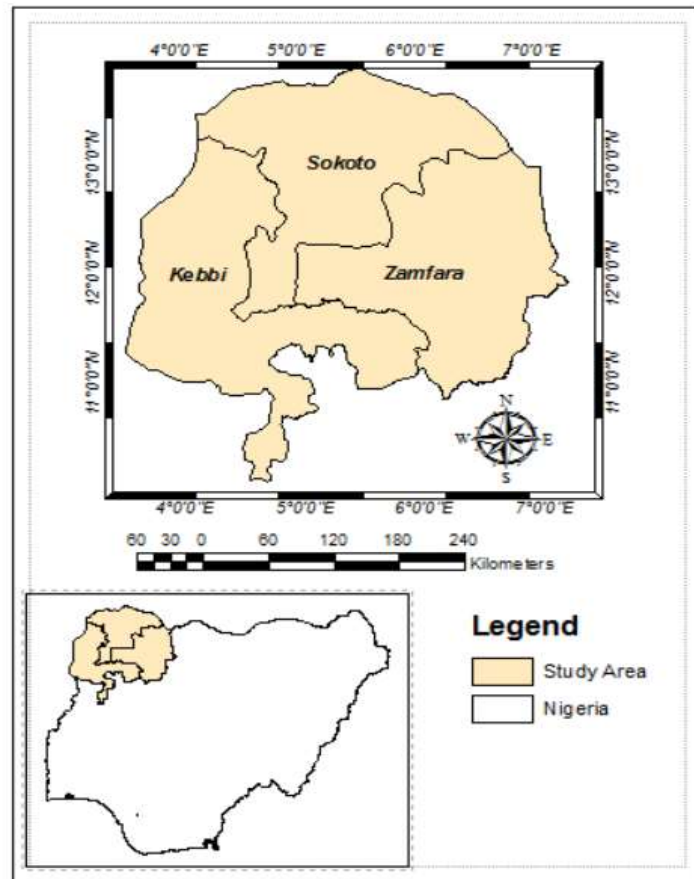 4°0'0"E 5°0'0"E 6°0'0"E 7°0'0"E
13°0'0"N 13°0'0"N
Sokoto
12°0'0"N Kebbi Zamfara 12°0'0"N
11°0'0"N 11°0'0"N
N
W E
S
4°0'0"E 5°0'0"E 6°0'0"E 7°0'0"E
60 30 0 60 120 180 240
Kilometers
Legend
Study Area
Nigeria